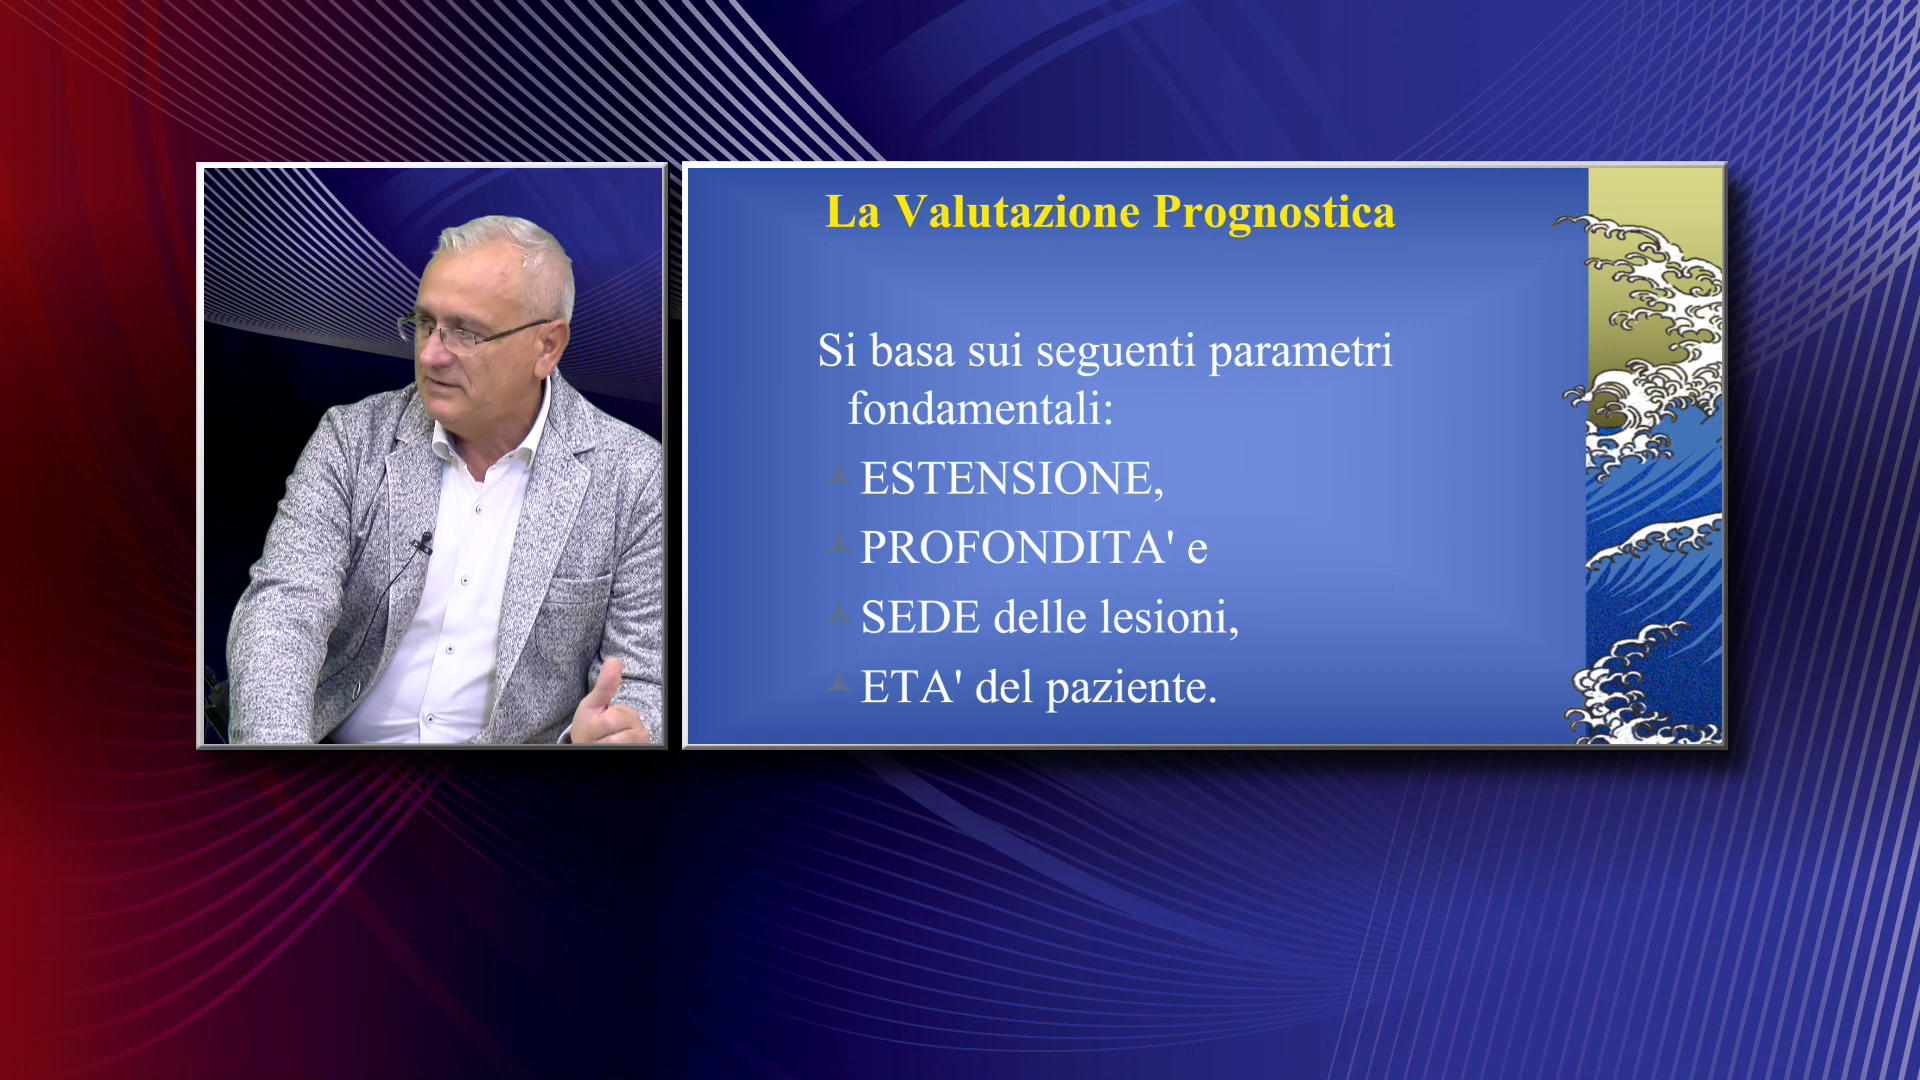 La Valutazione Prognostica
Si basa sui seguenti parametri
fondamentali:
ESTENSIONE,
PROFONDITA' e
SEDE delle lesioni,
ETA' del paziente.